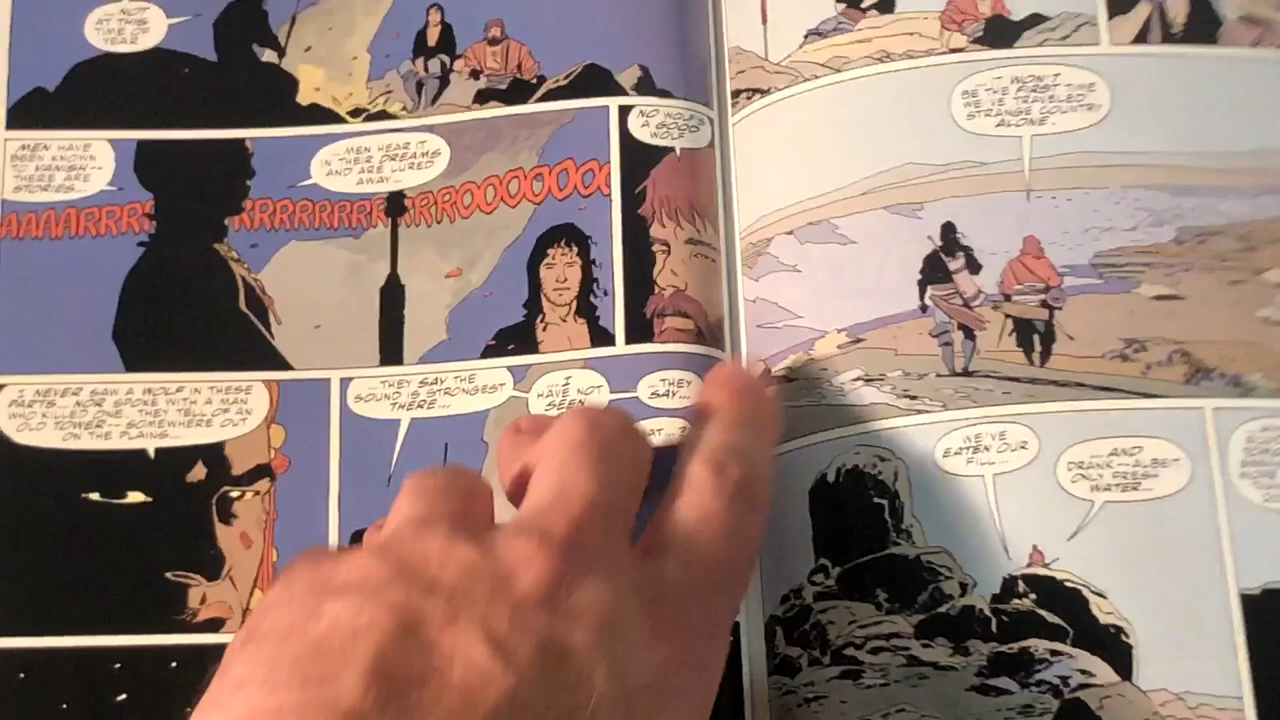 ...NOT
AT THIS
TIME OF
YEAR
MEN HAVE
BEEN KNOWN
TO VANISH--
THERE ARE
STORIES...
...MEN HEAR IT
IN THEIR DREAMS
AND ARE LURED
AWAY...
AAAARRRR RRRRRRRRRRROOOOOOO
NO WOLF'S
A GOOD
WOLF
I NEVER SAW A WOLF IN THESE
PARTS... NOR SPOKE WITH A MAN
WHO KILLED ONE. THEY TELL OF AN
OLD TOWER-- SOMEWHERE OUT
ON THE PLAINS...
...THEY SAY THE
SOUND IS STRONGEST
THERE...
...I
HAVE NOT
SEEN
...THEY
SAY...
...IT WON'T
BE THE FIRST TIME
WE'VE TRAVELED
STRANGE COUNTRY
ALONE.
WE'VE
EATEN OUR
FILL...
...AND
DRANK--ALBEIT
ONLY FRESH
WATER...